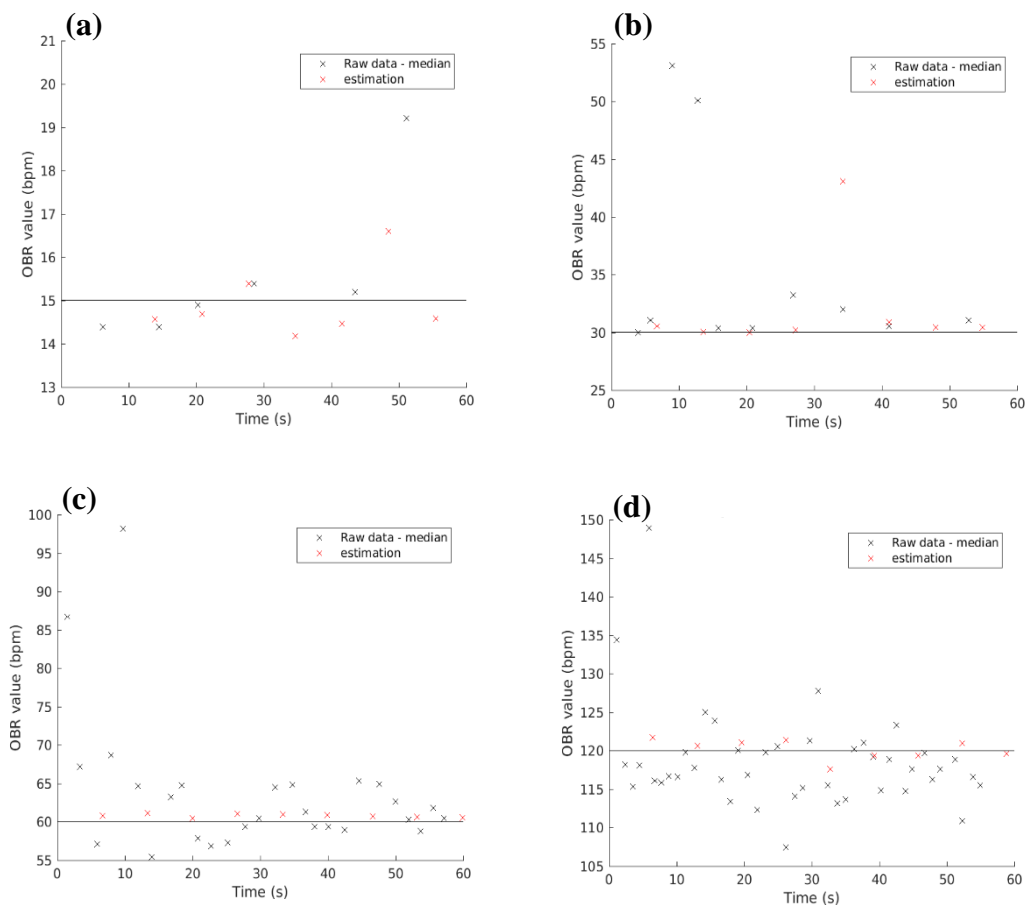 (a)
21
20
19
18
17
16
15
14
13
OBR value (bpm)
0 10 20 30 40 50 60
Time (s)
Raw data - median
estimation
(b)
55
50
45
40
35
30
25
OBR value (bpm)
0 10 20 30 40 50 60
Time (s)
Raw data - median
estimation
(c)
100
95
90
85
80
75
70
65
60
55
OBR value (bpm)
0 10 20 30 40 50 60
Time (s)
Raw data - median
estimation
(d)
150
145
140
135
130
125
120
115
110
105
OBR value (bpm)
0 10 20 30 40 50 60
Time (s)
Raw data - median
estimation